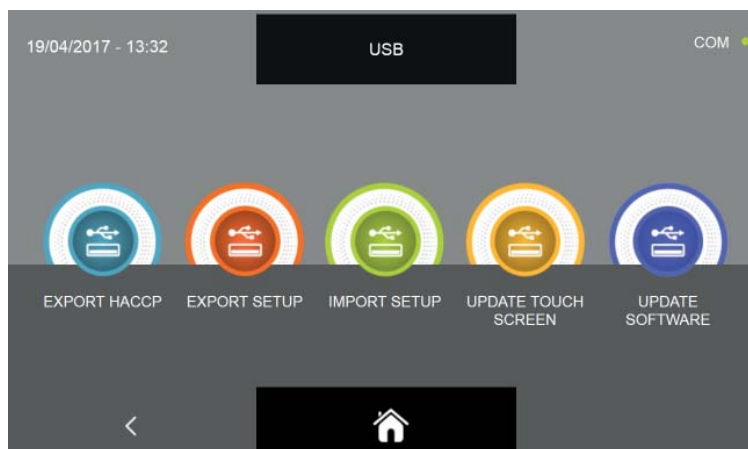 19/04/2017 - 13:32
USB
COM
EXPORT HACCP
EXPORT SETUP
IMPORT SETUP
UPDATE TOUCH
SCREEN
UPDATE
SOFTWARE